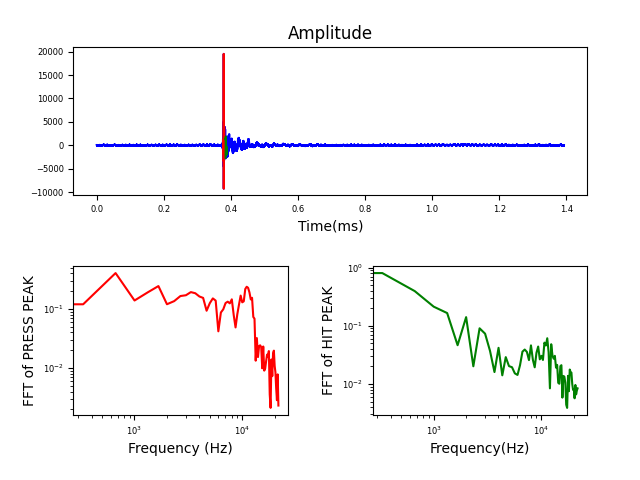 Amplitude
20000
15000
10000
5000
0
−5000
−10000
0.0 0.2 0.4 0.6 0.8 1.0 1.2 1.4
Time(ms)
FFT of PRESS PEAK
10⁻¹
10⁻²
10³ 10⁴
Frequency (Hz)
FFT of HIT PEAK
10⁰
10⁻¹
10⁻²
10³ 10⁴
Frequency(Hz)